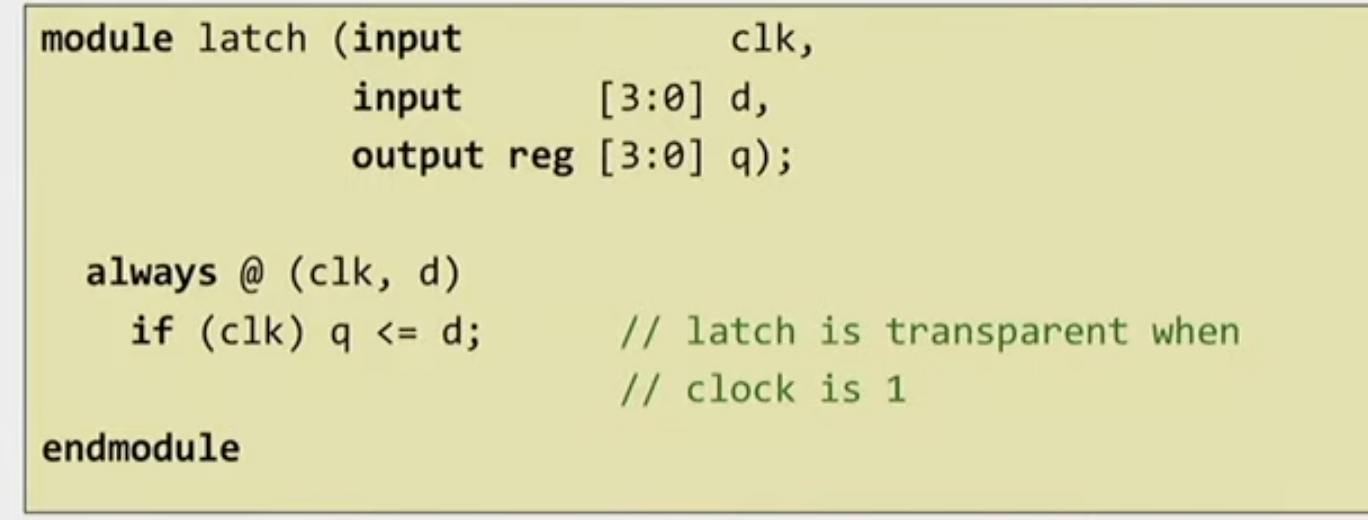 module latch (input           clk,
              input     [3:0] d,
              output reg [3:0] q);
  always @ (clk, d)
    if (clk) q <= d;      // latch is transparent when
                          // clock is 1
endmodule